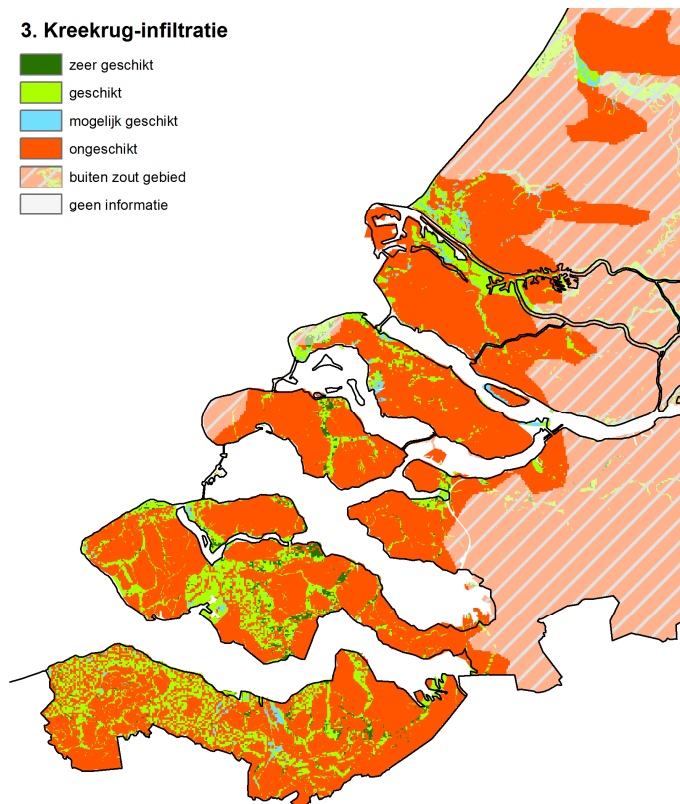 3. Kreekrug-infiltratie
zeer geschikt
geschikt
mogelijk geschikt
ongeschikt
buiten zout gebied
geen informatie